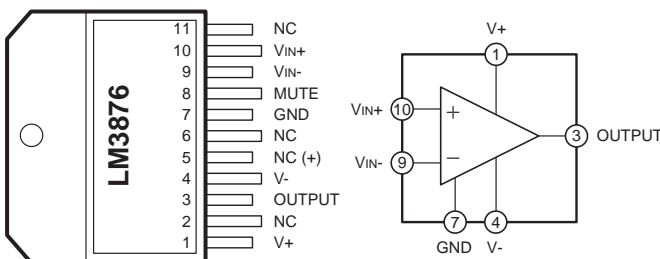 LM3876
11 NC
10 VIN+
9 VIN-
8 MUTE
7 GND
6 NC
5 NC (+)
4 V-
3 OUTPUT
2 NC
1 V+
V+
1
VIN+ 10 +
3 OUTPUT
VIN- 9 −
7 4
GND V-